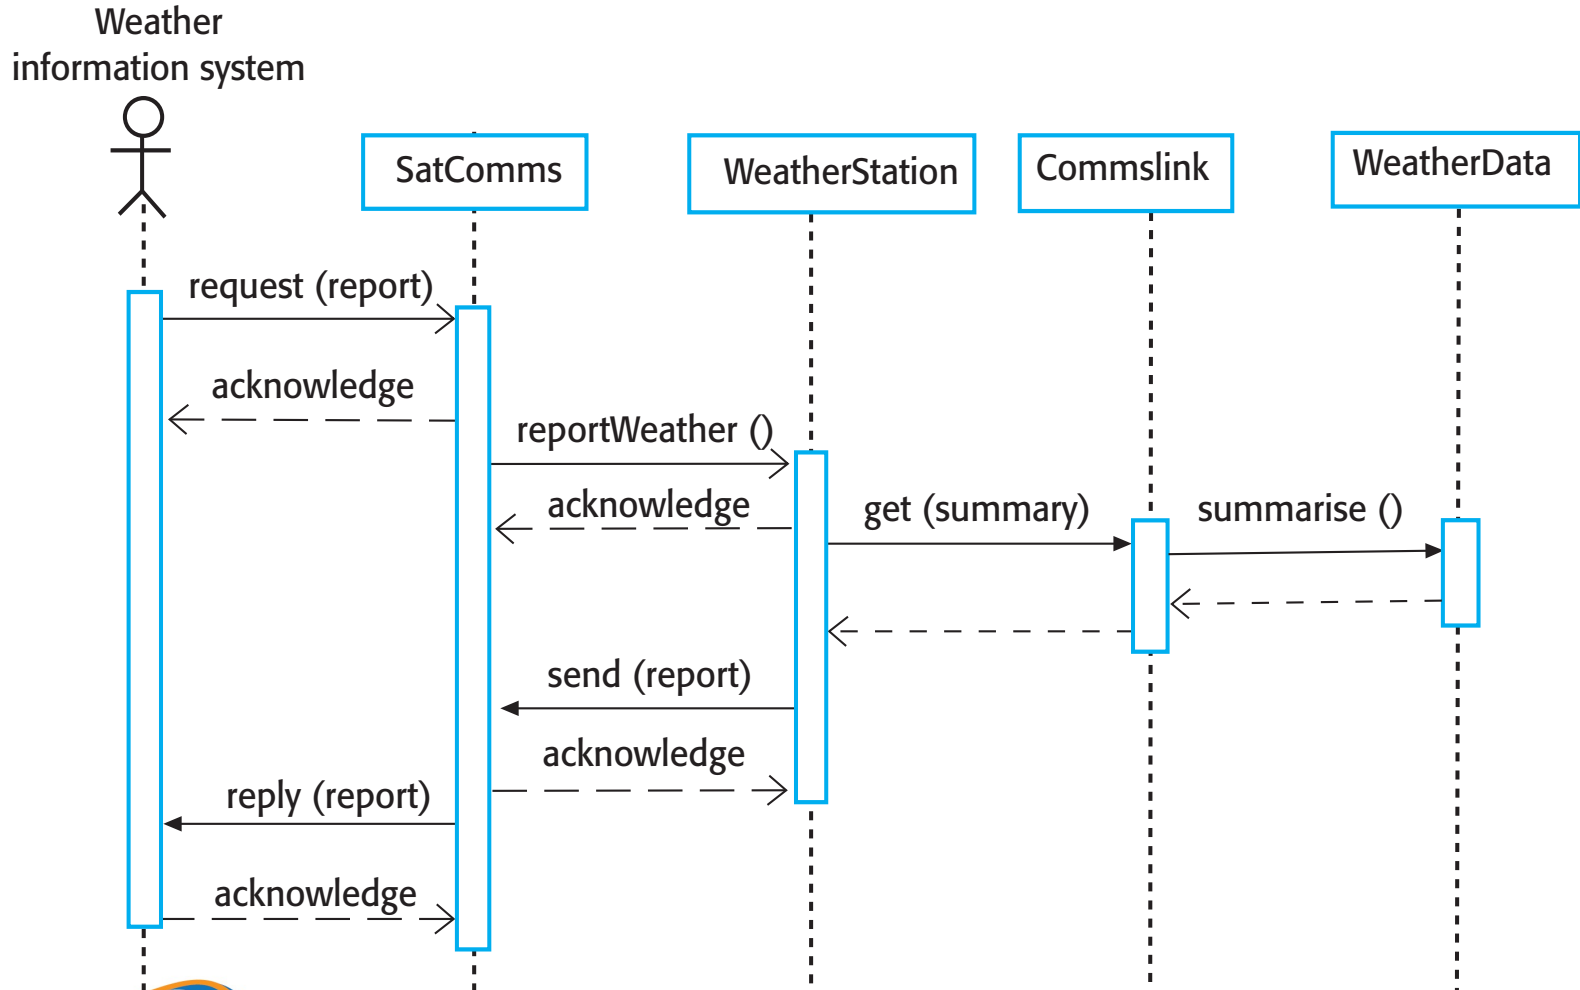 Weather
information system
SatComms
WeatherStation
Commslink
WeatherData
request (report)
acknowledge
reportWeather ()
acknowledge
get (summary)
summarise ()
send (report)
acknowledge
reply (report)
acknowledge